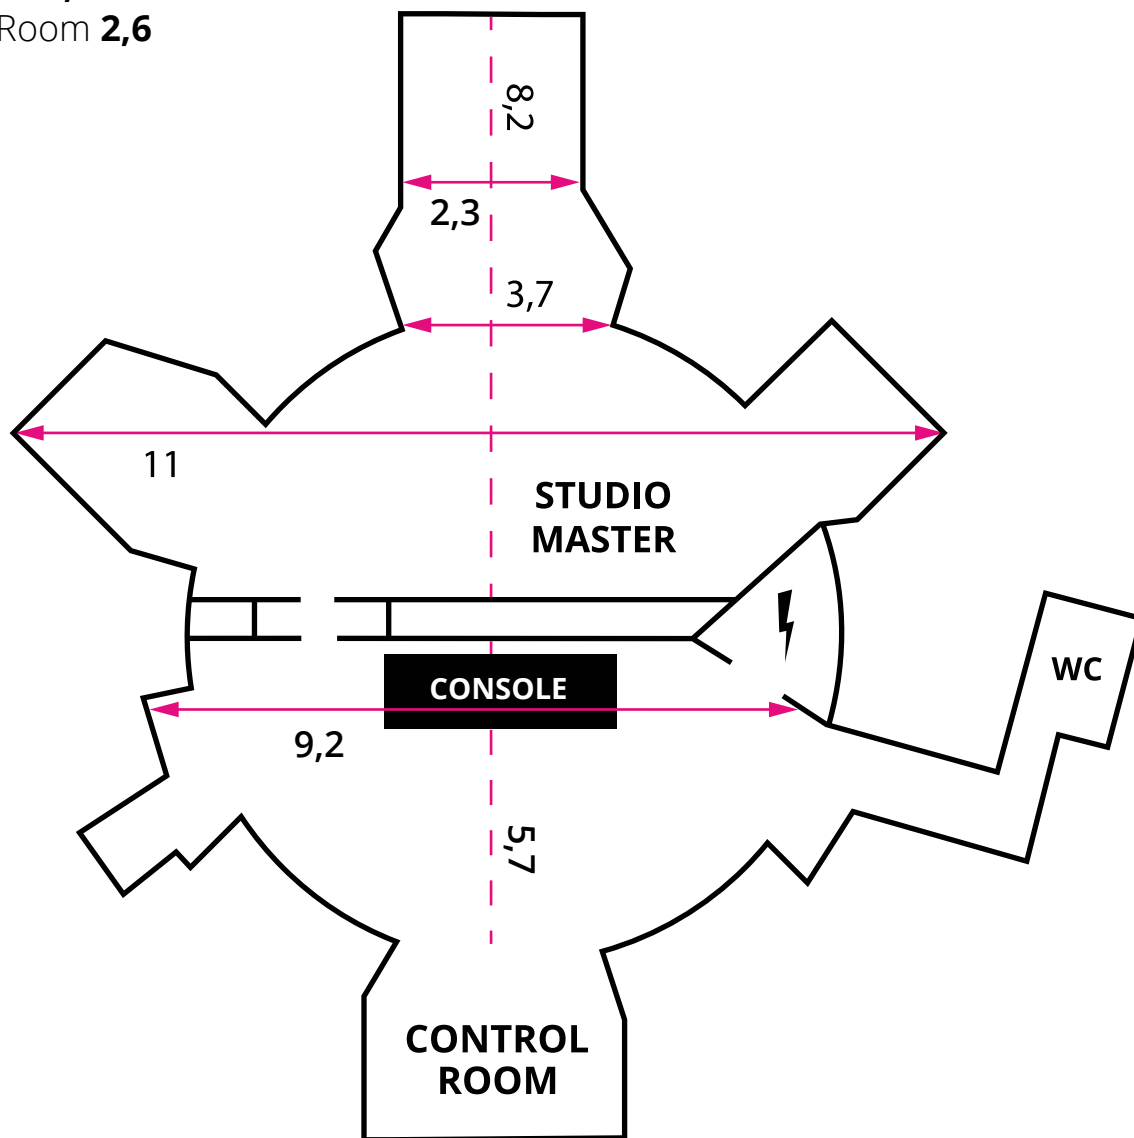 Room 2,6
8,2
2,3
3,7
11
STUDIO
MASTER
WC
CONSOLE
9,2
5,7
CONTROL
ROOM